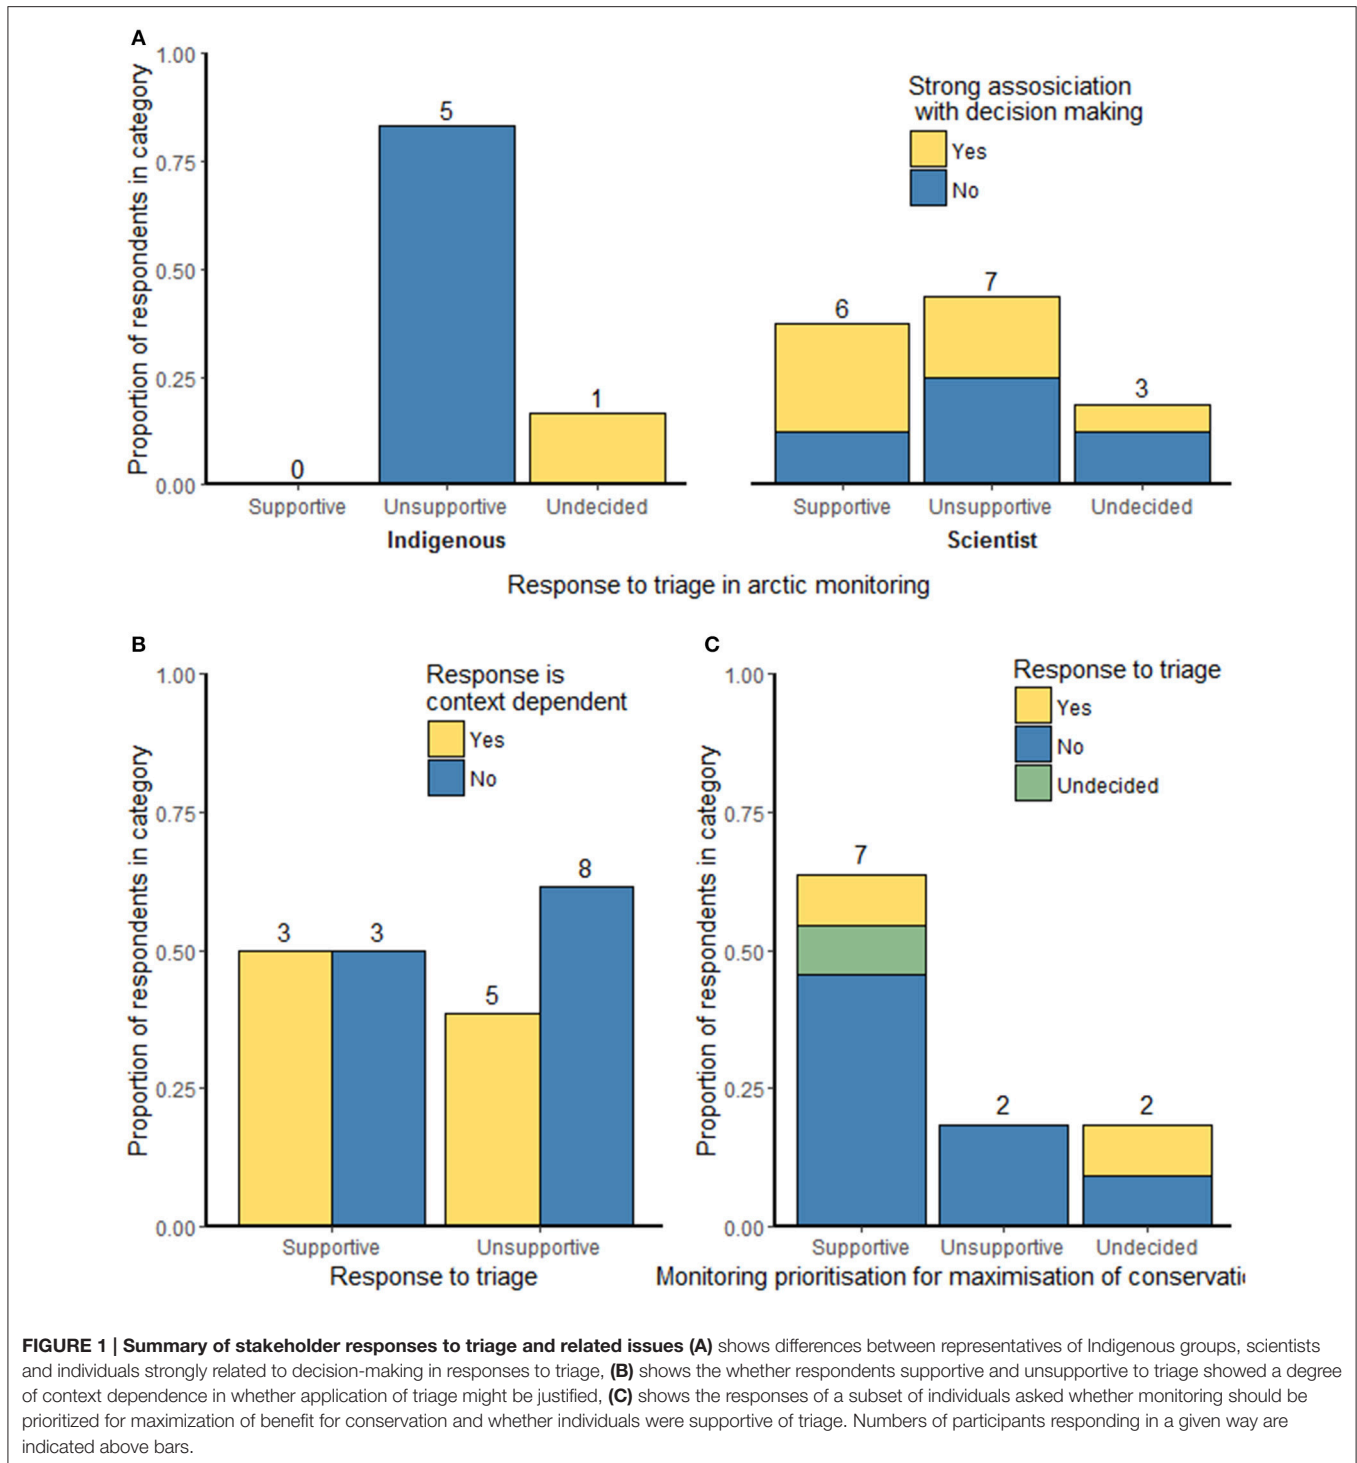 A
1.00
0.75
0.50
0.25
0.00
Proportion of respondents in category
0
5
1
Supportive Unsupportive Undecided
Indigenous
Strong assosiciation
with decision making
Yes
No
6
7
3
Supportive Unsupportive Undecided
Scientist
Response to triage in arctic monitoring
B
1.00
0.75
0.50
0.25
0.00
Proportion of respondents in category
Response is
context dependent
Yes
No
3
3
5
8
Supportive Unsupportive
Response to triage
C
1.00
0.75
0.50
0.25
0.00
Proportion of respondents in category
Response to triage
Yes
No
Undecided
7
2
2
Supportive Unsupportive Undecided
Monitoring prioritisation for maximisation of conservati
FIGURE 1 | Summary of stakeholder responses to triage and related issues (A) shows differences between representatives of Indigenous groups, scientists
and individuals strongly related to decision-making in responses to triage, (B) shows the whether respondents supportive and unsupportive to triage showed a degree
of context dependence in whether application of triage might be justified, (C) shows the responses of a subset of individuals asked whether monitoring should be
prioritized for maximization of benefit for conservation and whether individuals were supportive of triage. Numbers of participants responding in a given way are
indicated above bars.